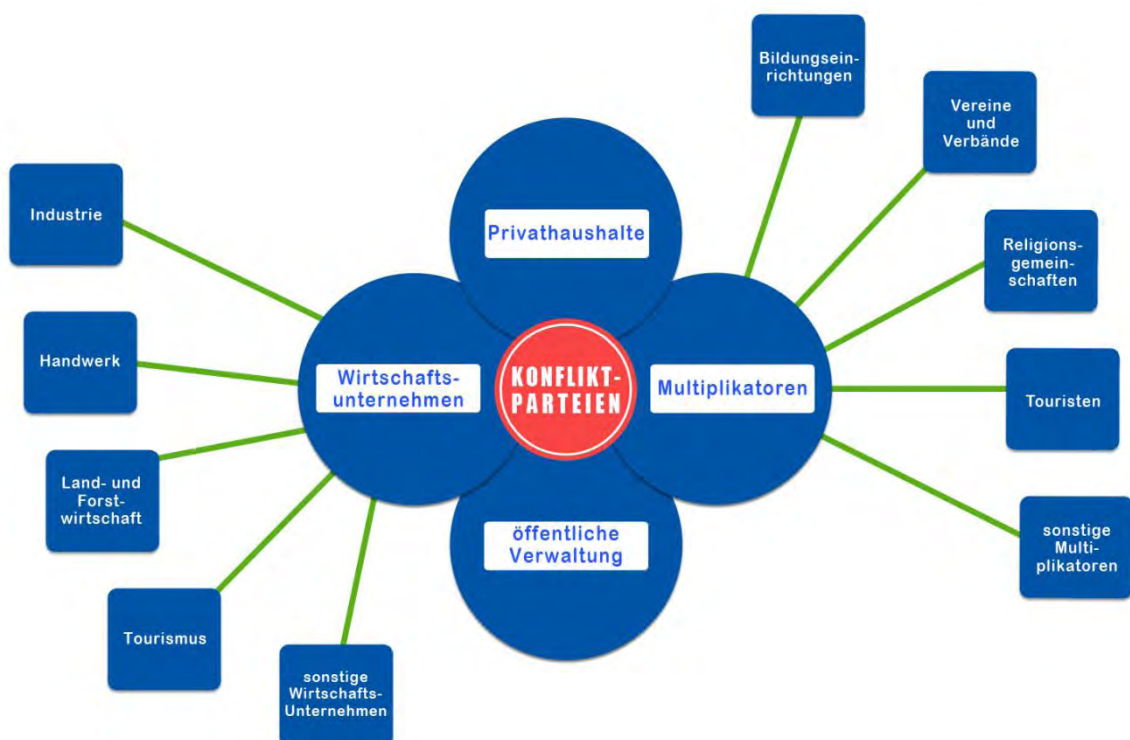 Bildungsein-
richtungen
Vereine
und
Verbände
Industrie
Privathaushalte
Religions-
gemein-
schaften
Handwerk
Wirtschafts-
unternehmen
KONFLIKT-
PARTEIEN
Multiplikatoren
Touristen
Land- und
Forst-
wirtschaft
öffentliche
Verwaltung
sonstige
Multi-
plikatoren
Tourismus
sonstige
Wirtschafts-
Unternehmen